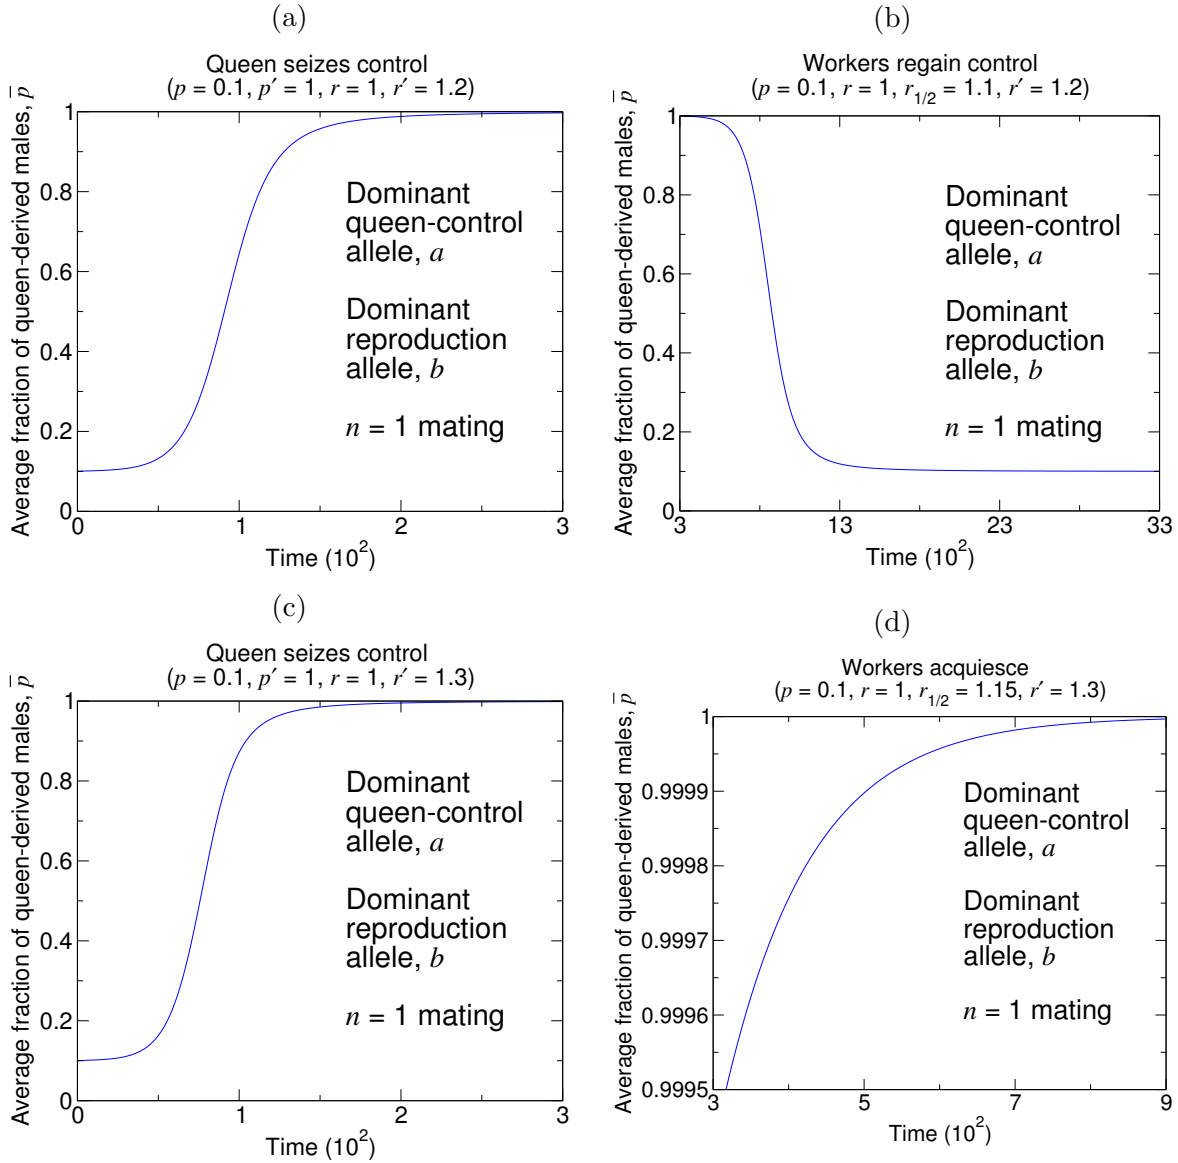 (a)
Queen seizes control
(p = 0.1, p′ = 1, r = 1, r′ = 1.2)
Average fraction of queen-derived males, p̅
1
0.8
0.6
0.4
0.2
0
Dominant
queen-control
allele, a
Dominant
reproduction
allele, b
n = 1 mating
0 1 2 3
Time (10²)
(b)
Workers regain control
(p = 0.1, r = 1, r₁/₂ = 1.1, r′ = 1.2)
Average fraction of queen-derived males, p̅
1
0.8
0.6
0.4
0.2
0
Dominant
queen-control
allele, a
Dominant
reproduction
allele, b
n = 1 mating
3 13 23 33
Time (10²)
(c)
Queen seizes control
(p = 0.1, p′ = 1, r = 1, r′ = 1.3)
Average fraction of queen-derived males, p̅
1
0.8
0.6
0.4
0.2
0
Dominant
queen-control
allele, a
Dominant
reproduction
allele, b
n = 1 mating
0 1 2 3
Time (10²)
(d)
Workers acquiesce
(p = 0.1, r = 1, r₁/₂ = 1.15, r′ = 1.3)
Average fraction of queen-derived males, p̅
1
0.9999
0.9998
0.9997
0.9996
0.9995
Dominant
queen-control
allele, a
Dominant
reproduction
allele, b
n = 1 mating
3 5 7 9
Time (10²)